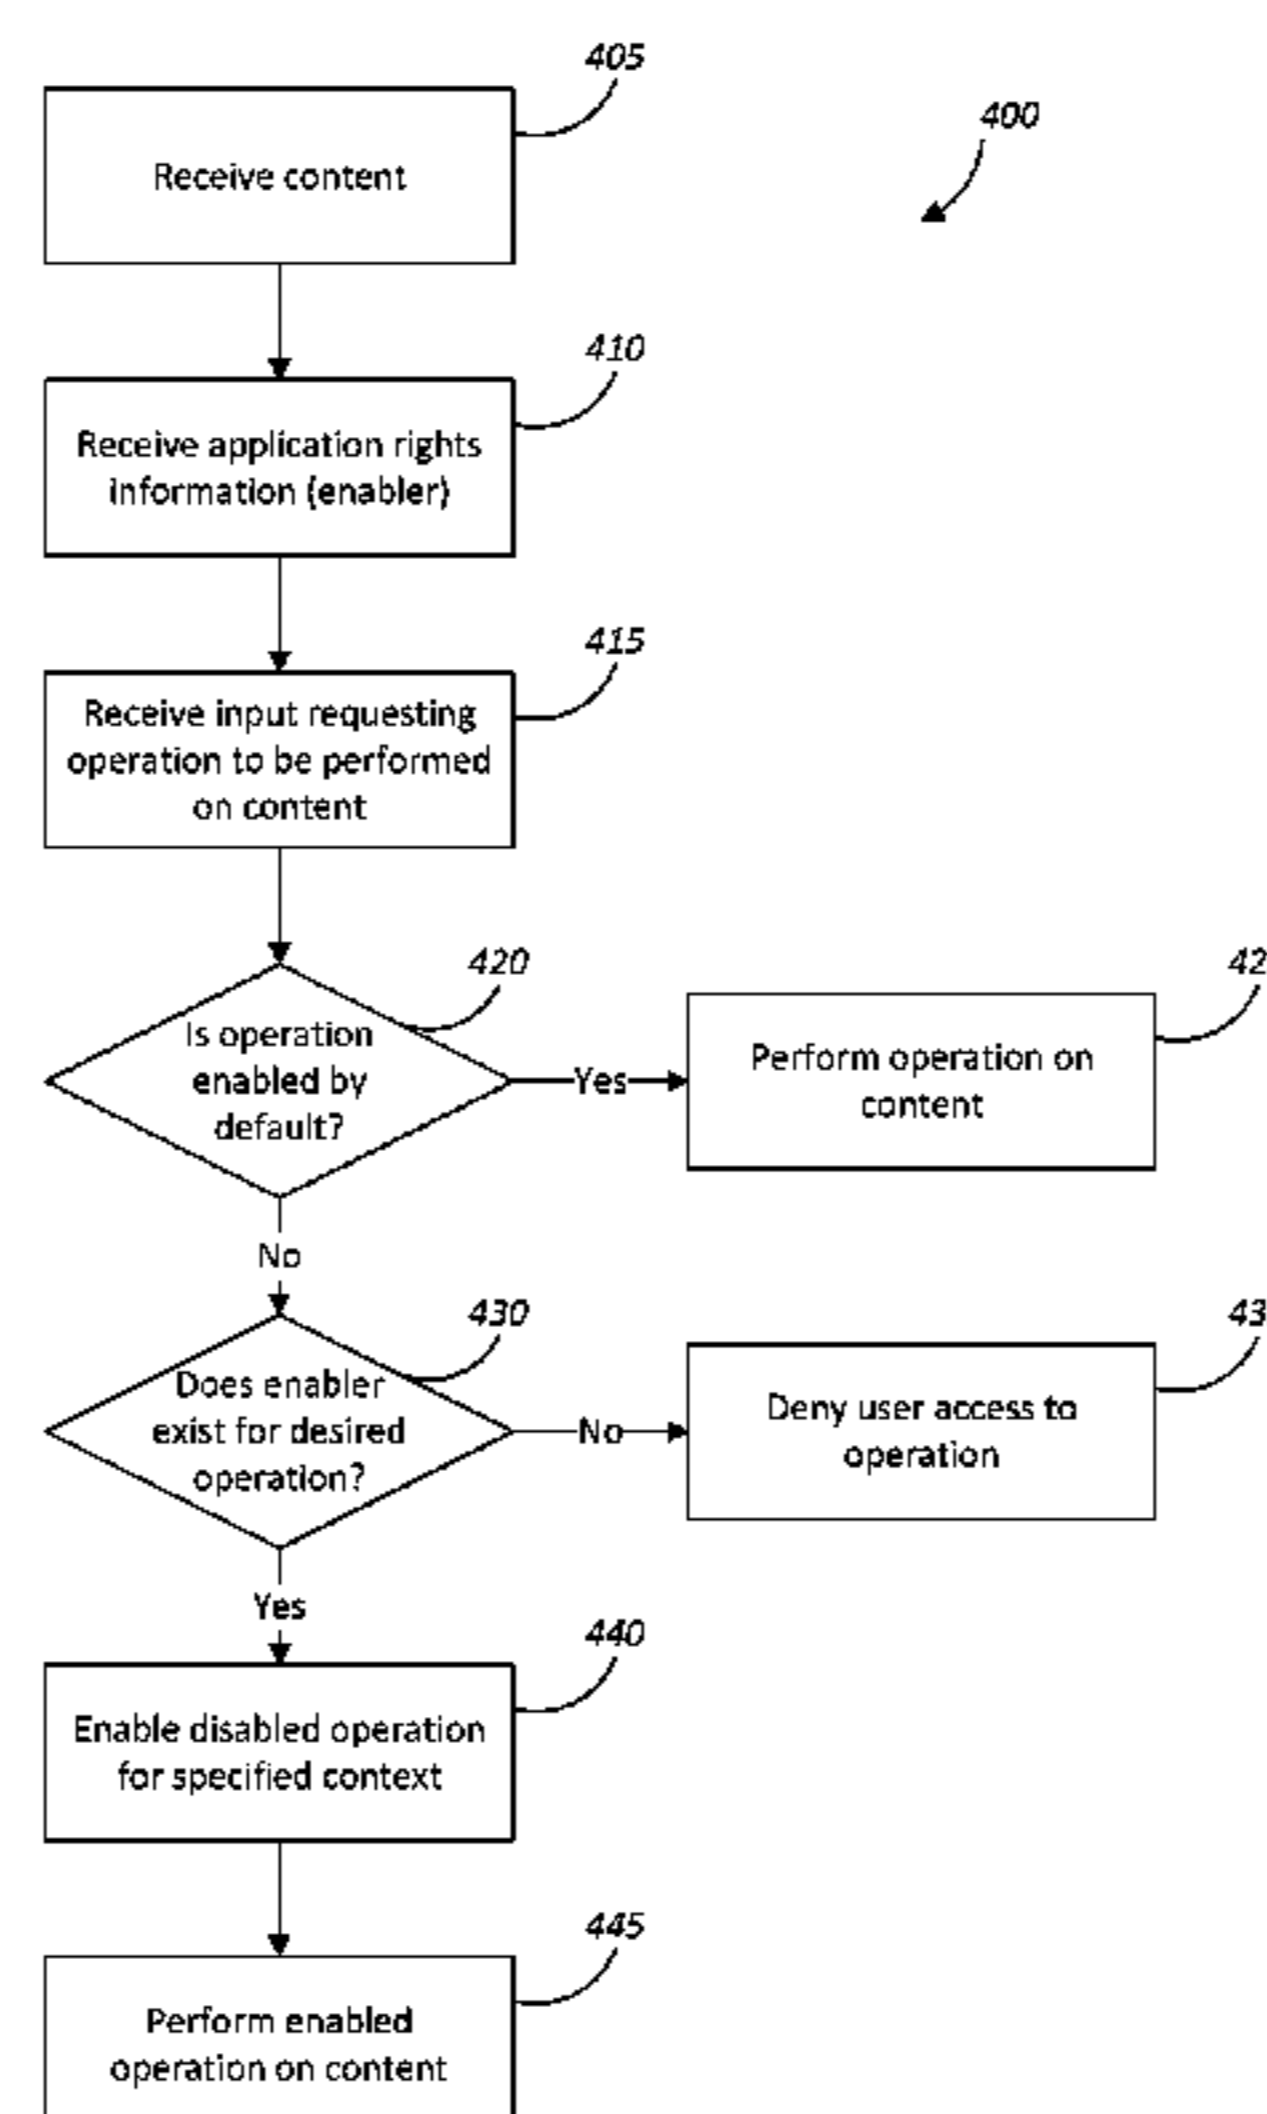 405
400
Receive content
410
Receive application rights
information (enabler)
415
Receive input requesting
operation to be performed
on content
420
42
Is operation
enabled by
default?
Yes
Perform operation on
content
No
430
43
Does enabler
exist for desired
operation?
No
Deny user access to
operation
Yes
440
Enable disabled operation
for specified context
445
Perform enabled
operation on content